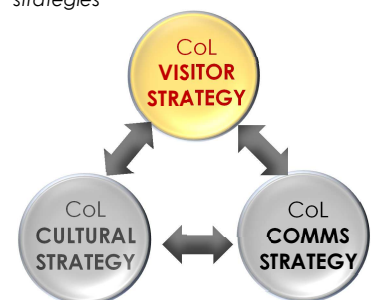 strategies
CoL
VISITOR
STRATEGY
CoL
CULTURAL
STRATEGY
CoL
COMMS
STRATEGY